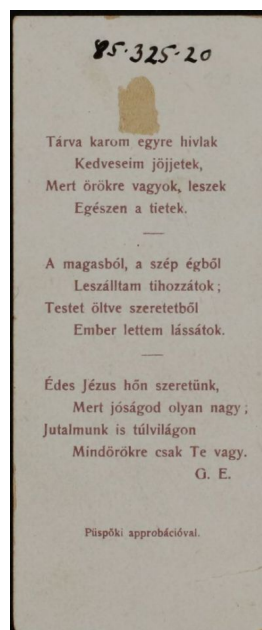 85.325.20
Tárva karom egyre hivlak
Kedveseim jöjjetek,
Mert örökre vagyok, leszek
Egészen a tietek.
A magasból, a szép égből
Leszálltam tihozzátok;
Testet öltve szeretetből
Ember lettem lássátok.
Édes Jézus hőn szeretünk,
Mert jóságod olyan nagy;
Jutalmunk is túlvilágon
Mindörökre csak Te vagy.
G. E.
Püspöki approbációval.